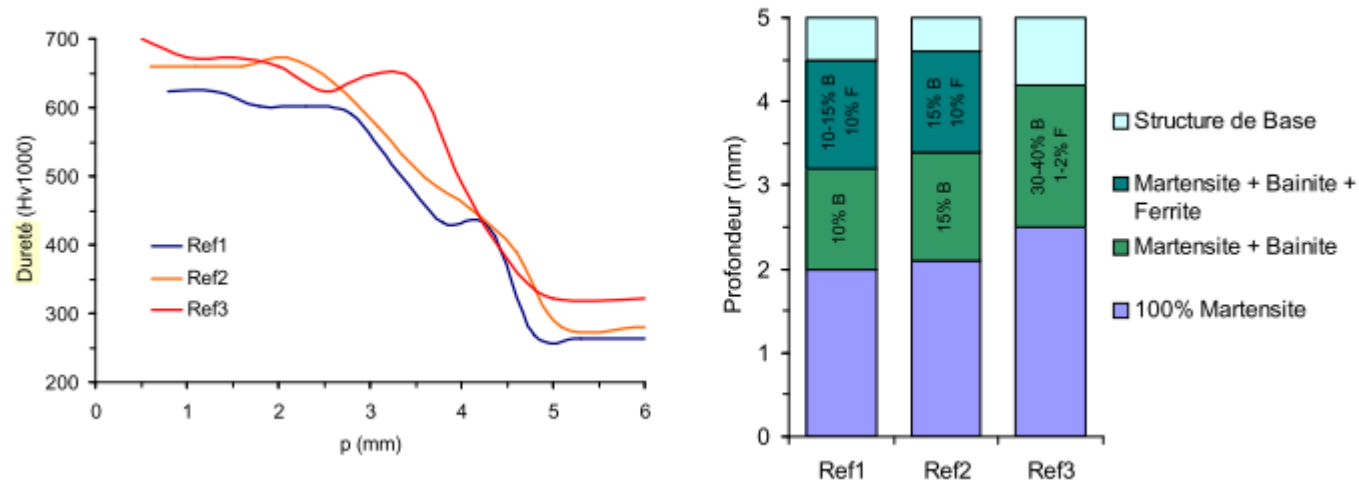 700
600
500
400
300
200
Dureté (Hv1000)
Ref1
Ref2
Ref3
0 1 2 3 4 5 6
p (mm)
5
4
3
2
1
0
Profondeur (mm)
10-15% B
10% F
10% B
15% B
10% F
15% B
30-40% B
1-2% F
Ref1 Ref2 Ref3
Structure de Base
Martensite + Bainite +
Ferrite
Martensite + Bainite
100% Martensite